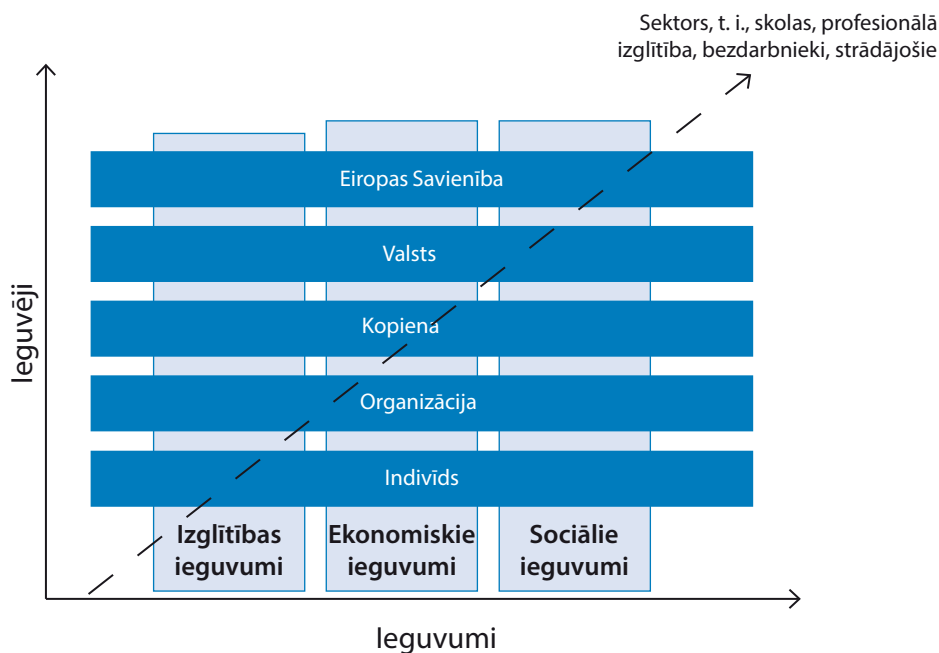 Sektors, t. i., skolas, profesionālā
izglītība, bezdarbnieki, strādājošie
Eiropas Savienība
Valsts
Kopiena
Organizācija
Indivīds
Ieguvēji
Izglītības
ieguvumi
Ekonomiskie
ieguvumi
Sociālie
ieguvumi
Ieguvumi